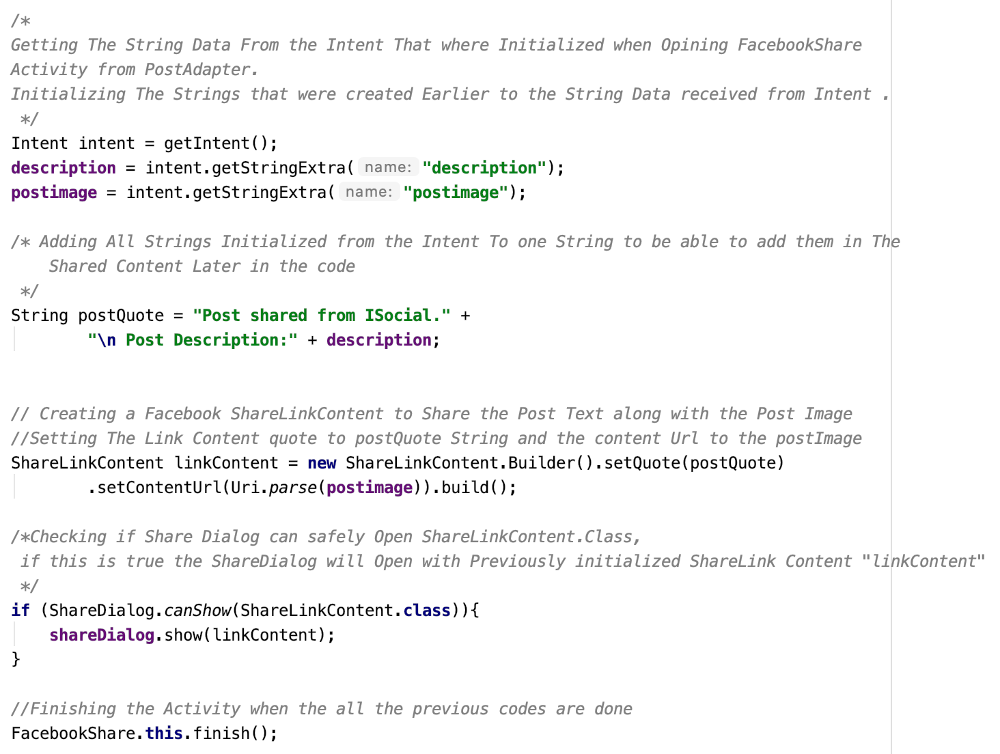 /*
Getting The String Data From the Intent That where Initialized when Opining FacebookShare
Activity from PostAdapter.
Initializing The Strings that were created Earlier to the String Data received from Intent .
 */
Intent intent = getIntent();
description = intent.getStringExtra( name: "description");
postimage = intent.getStringExtra( name: "postimage");

/* Adding All Strings Initialized from the Intent To one String to be able to add them in The
    Shared Content Later in the code
 */
String postQuote = "Post shared from ISocial." +
        "\n Post Description:" + description;


// Creating a Facebook ShareLinkContent to Share the Post Text along with the Post Image
//Setting The Link Content quote to postQuote String and the content Url to the postImage
ShareLinkContent linkContent = new ShareLinkContent.Builder().setQuote(postQuote)
        .setContentUrl(Uri.parse(postimage)).build();

/*Checking if Share Dialog can safely Open ShareLinkContent.Class,
 if this is true the ShareDialog will Open with Previously initialized ShareLink Content "linkContent"
 */
if (ShareDialog.canShow(ShareLinkContent.class)){
    shareDialog.show(linkContent);
}

//Finishing the Activity when the all the previous codes are done
FacebookShare.this.finish();